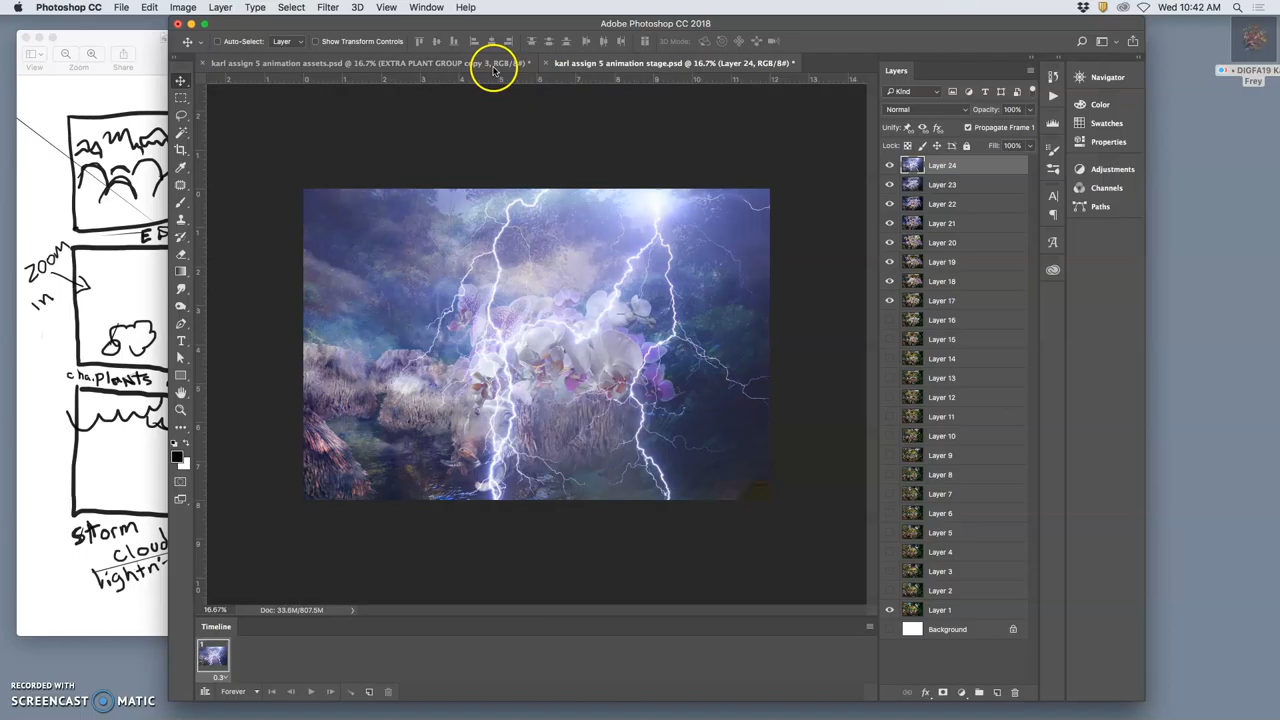 Photoshop CC File Edit Image Layer Type Select Filter 3D View Window Help Wed 10:42 AM
Adobe Photoshop CC 2018
Auto-Select: Layer Show Transform Controls 3D Mode:
karl assign 5 animation assets.psd @ 16.7% (EXTRA PLANT GROUP copy 3, RGB/8#) *
karl assign 5 animation stage.psd @ 16.7% (Layer 24, RGB/8#) *
View Zoom Share
ZOOM
in
cha.plants
storm
cloud
lightn
Layers
Kind
Normal Opacity: 100%
Unify: Propagate Frame 1
Lock: Fill: 100%
Layer 24
Layer 23
Layer 22
Layer 21
Layer 20
Layer 19
Layer 18
Layer 17
Layer 16
Layer 15
Layer 14
Layer 13
Layer 12
Layer 11
Layer 10
Layer 9
Layer 8
Layer 7
Layer 6
Layer 5
Layer 4
Layer 3
Layer 2
Layer 1
Background
Navigator
Color
Swatches
Properties
Adjustments
Channels
Paths
DIGFA19
Frey
16.67% Doc: 33.6M/807.5M
Timeline
1
0.3
Forever
RECORDED WITH
SCREENCAST MATIC